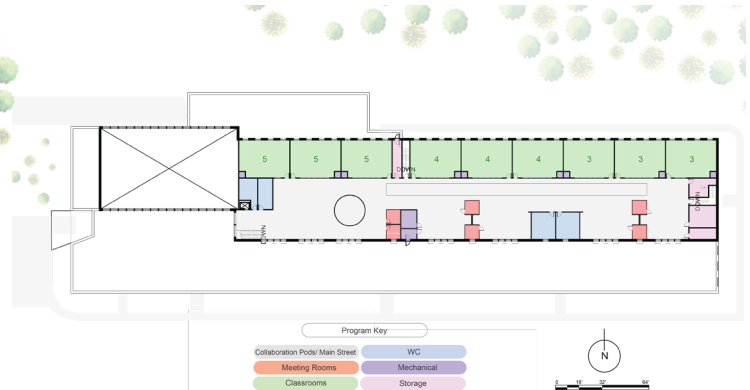 5 5 5 4 4 4 3 3 3
DOWN
DOWN
DOWN
Program Key
Collaboration Pods/ Main Street
WC
Meeting Rooms
Mechanical
Classrooms
Storage
N
0 16' 32' 64'